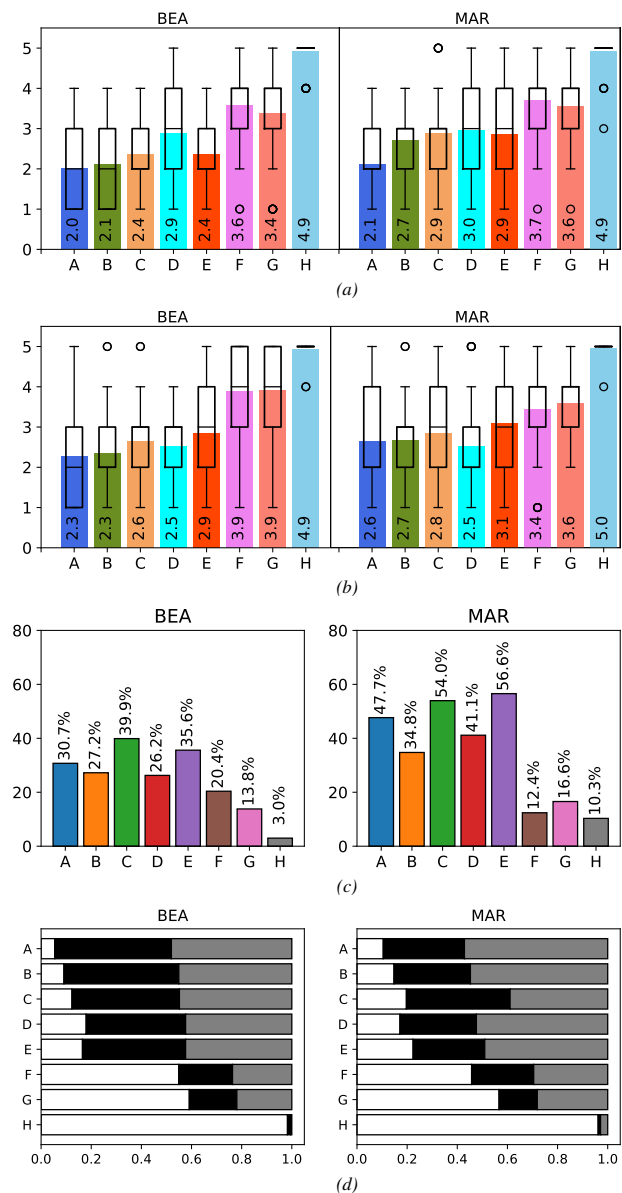 BEA MAR
5
4
3
2
1
0
2.0 2.1 2.4 2.9 2.4 3.6 3.4 4.9 2.1 2.7 2.9 3.0 2.9 3.7 3.6 4.9
A B C D E F G H A B C D E F G H
(a)
BEA MAR
5
4
3
2
1
0
2.3 2.3 2.6 2.5 2.9 3.9 3.9 4.9 2.6 2.7 2.8 2.5 3.1 3.4 3.6 5.0
A B C D E F G H A B C D E F G H
(b)
BEA MAR
80 80
60 60
40 40
20 20
0 0
30.7% 27.2% 39.9% 26.2% 35.6% 20.4% 13.8% 3.0% 47.7% 34.8% 54.0% 41.1% 56.6% 12.4% 16.6% 10.3%
A B C D E F G H A B C D E F G H
(c)
BEA MAR
A A
B B
C C
D D
E E
F F
G G
H H
0.0 0.2 0.4 0.6 0.8 1.0 0.0 0.2 0.4 0.6 0.8 1.0
(d)